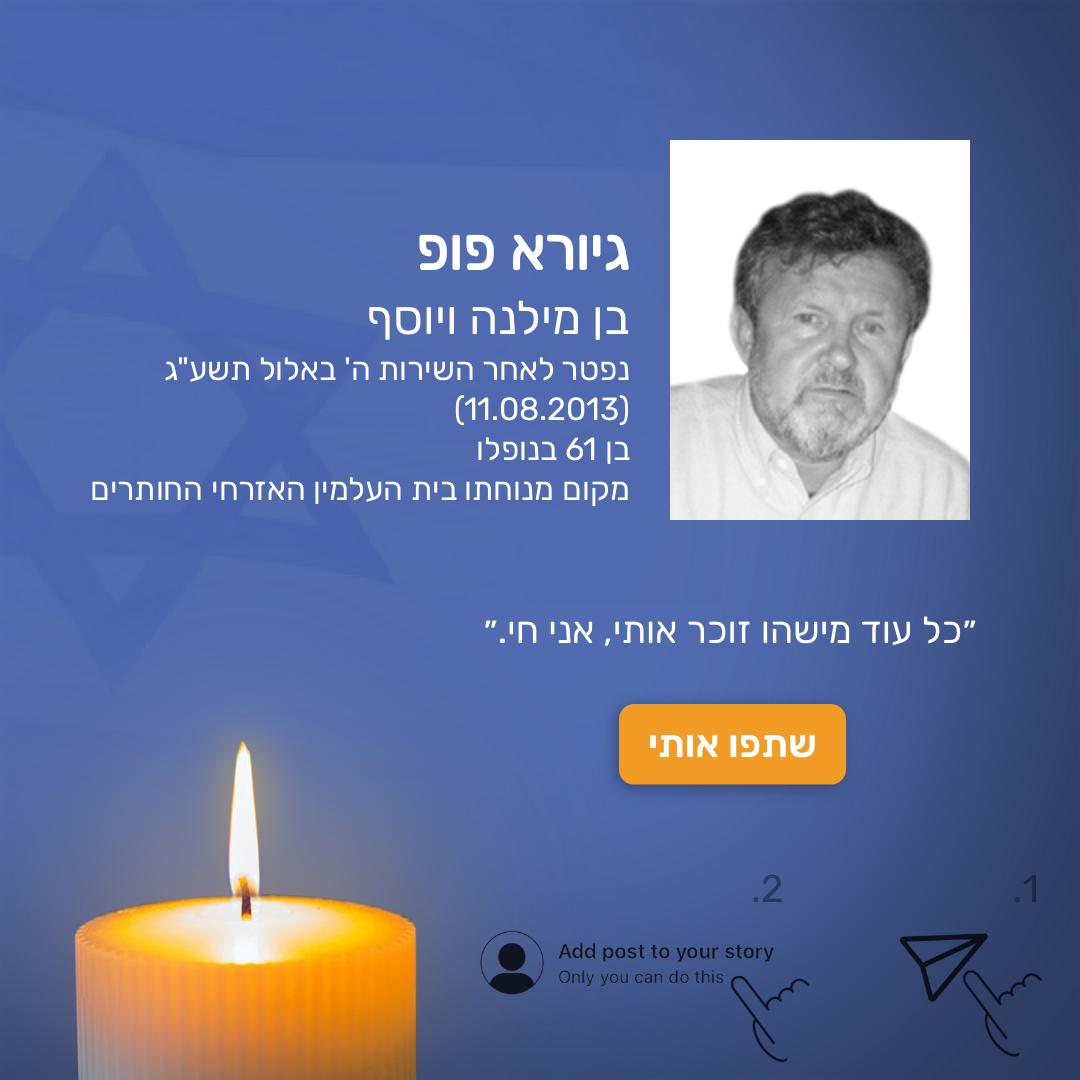 גיורא פופ
בן מילנה ויוסף
נפטר לאחר השירות ה' באלול תשע"ג
(11.08.2013)
בן 61 בנופלו
מקום מנוחתו בית העלמין האזרחי החותרים
״כל עוד מישהו זוכר אותי, אני חי.״
שתפו אותי
1.
2.
Add post to your story
Only you can do this